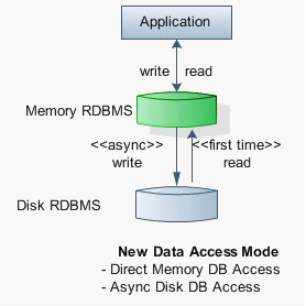 Application
write read
Memory RDBMS
<<async>> <<first time>>
write read
Disk RDBMS
New Data Access Mode
- Direct Memory DB Access
- Async Disk DB Access